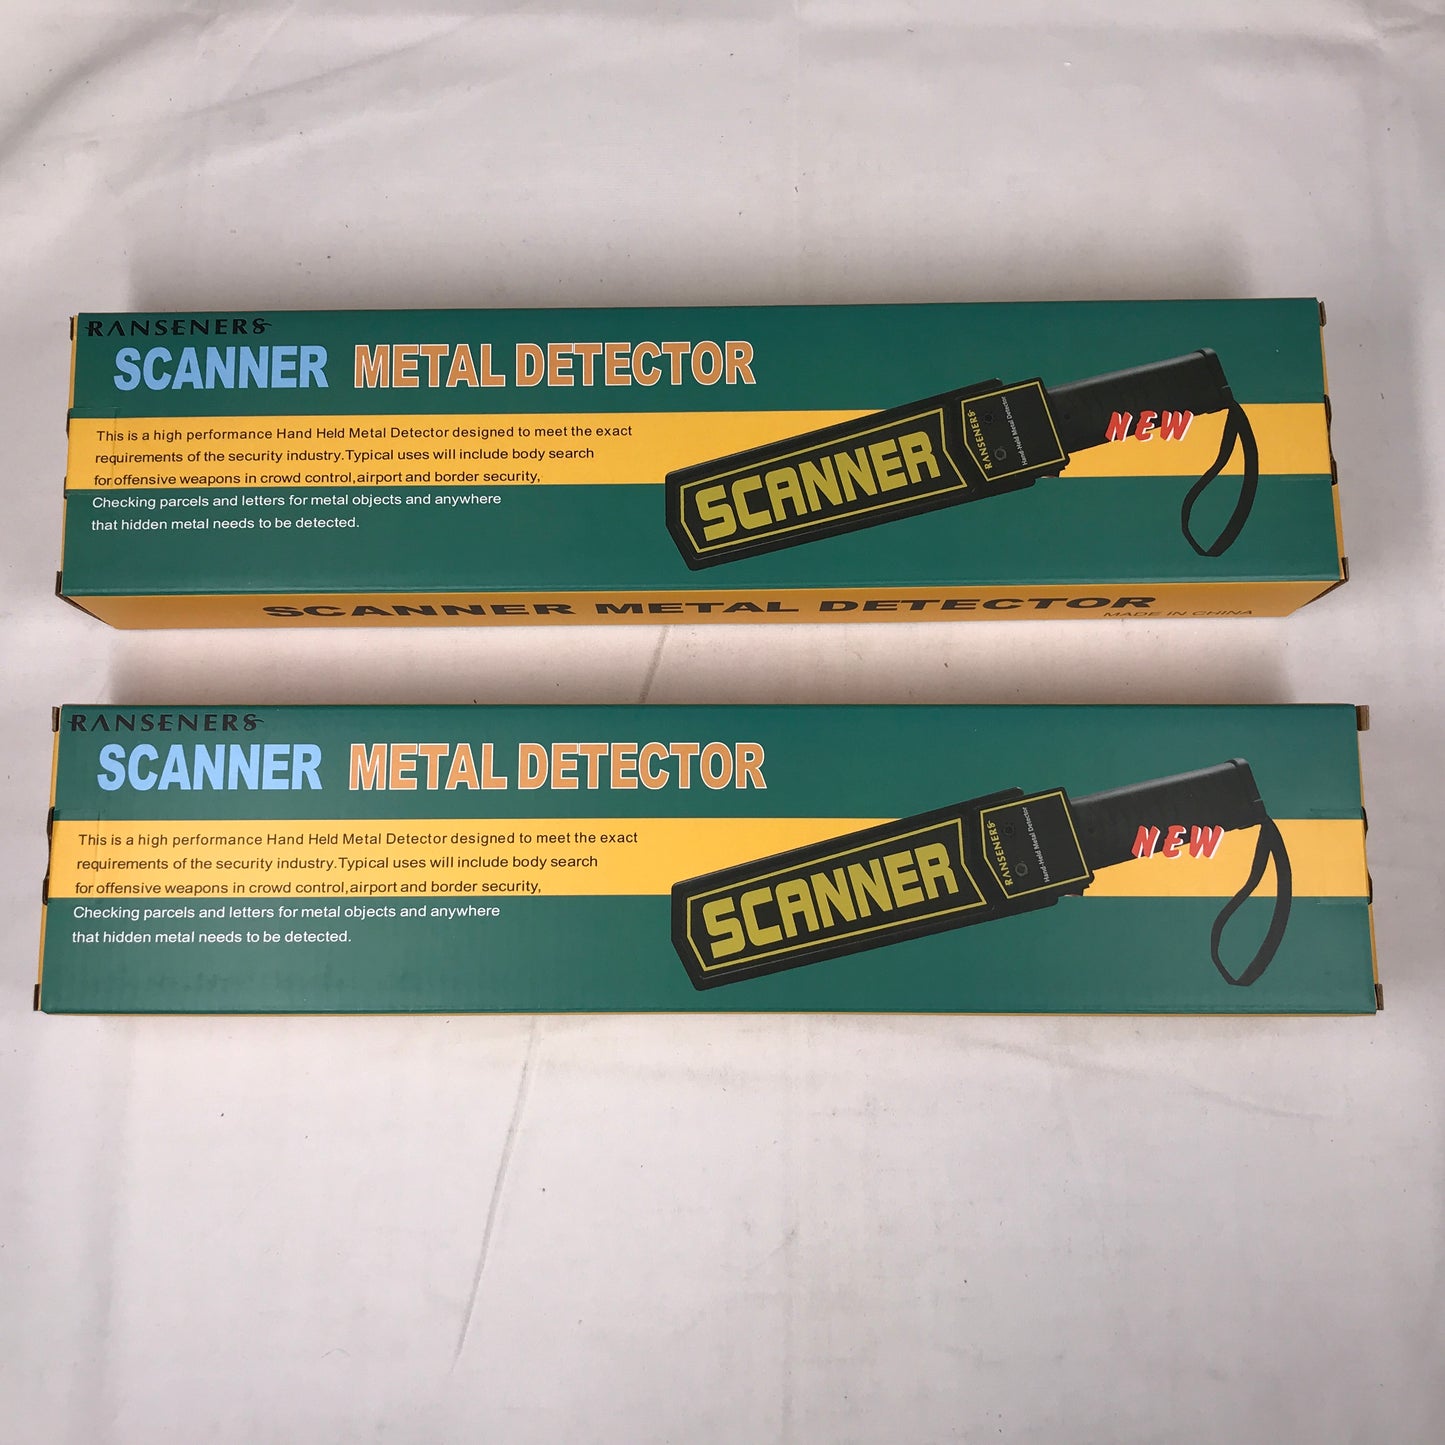 RANSENERS
SCANNER METAL DETECTOR
This is a high performance Hand Held Metal Detector designed to meet the exact
requirements of the security industry.Typical uses will include body search
for offensive weapons in crowd control,airport and border security,
Checking parcels and letters for metal objects and anywhere
that hidden metal needs to be detected.
SCANNER
RANSENERS
Hand-Held Metal Detector
NEW
SCANNER METAL DETECTOR
MADE IN CHINA
RANSENERS
SCANNER METAL DETECTOR
This is a high performance Hand Held Metal Detector designed to meet the exact
requirements of the security industry.Typical uses will include body search
for offensive weapons in crowd control,airport and border security,
Checking parcels and letters for metal objects and anywhere
that hidden metal needs to be detected.
SCANNER
RANSENERS
Hand-Held Metal Detector
NEW